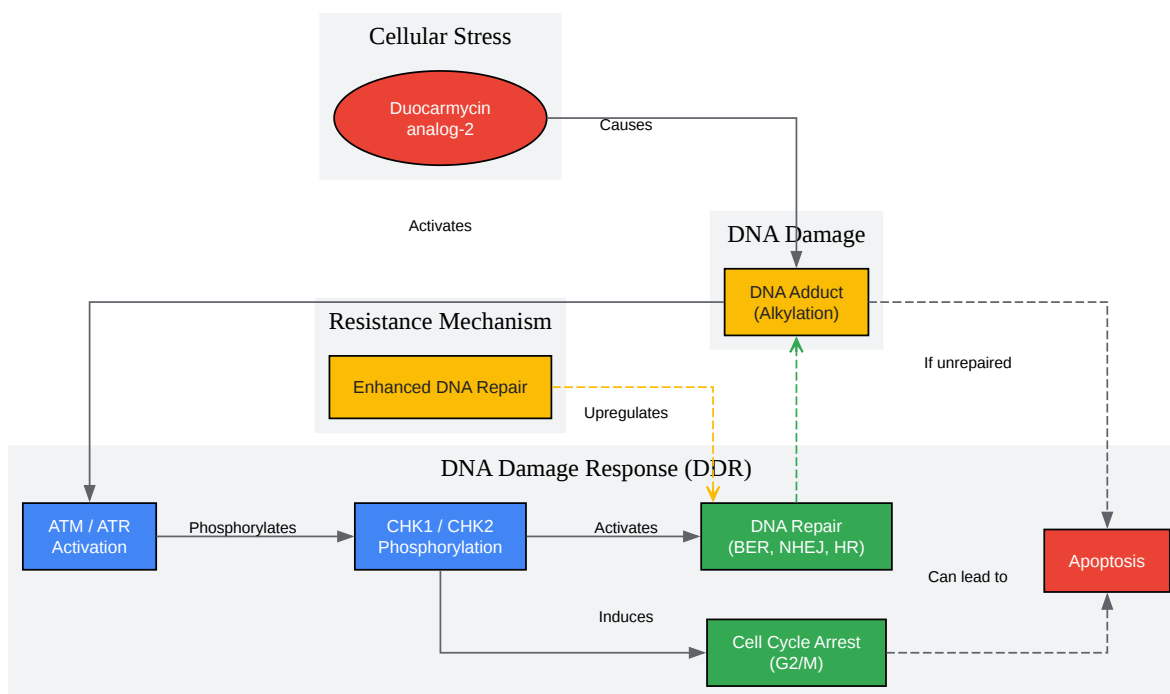 Cellular Stress
Duocarmycin
analog-2
Causes
Activates
DNA Damage
DNA Adduct
(Alkylation)
Resistance Mechanism
If unrepaired
Enhanced DNA Repair
Upregulates
DNA Damage Response (DDR)
ATM / ATR
Activation
Phosphorylates
CHK1 / CHK2
Phosphorylation
Activates
DNA Repair
(BER, NHEJ, HR)
Apoptosis
Can lead to
Induces
Cell Cycle Arrest
(G2/M)